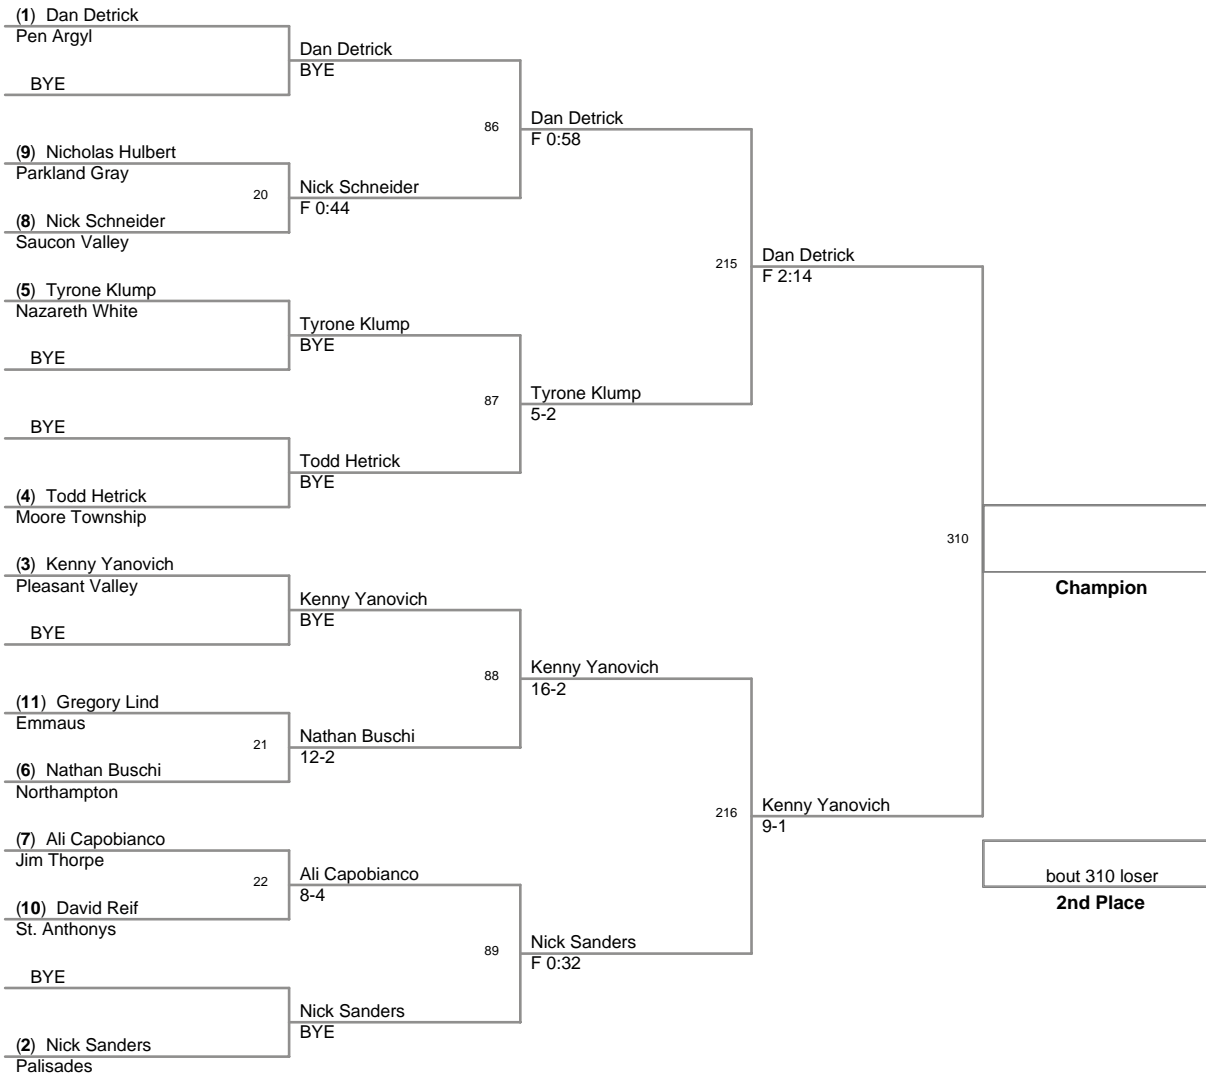 (1) Dan Detrick
Pen Argyl
BYE
(9) Nicholas Hulbert
Parkland Gray
20
(8) Nick Schneider
Saucon Valley
(5) Tyrone Klump
Nazareth White
BYE
BYE
(4) Todd Hetrick
Moore Township
(3) Kenny Yanovich
Pleasant Valley
BYE
(11) Gregory Lind
Emmaus
21
(6) Nathan Buschi
Northampton
(7) Ali Capobianco
Jim Thorpe
22
(10) David Reif
St. Anthonys
BYE
(2) Nick Sanders
Palisades
Dan Detrick
BYE
86
Nick Schneider
F 0:44
Tyrone Klump
BYE
87
Todd Hetrick
BYE
Kenny Yanovich
BYE
88
Nathan Buschi
12-2
Ali Capobianco
8-4
89
Nick Sanders
BYE
Dan Detrick
F 0:58
215
Tyrone Klump
5-2
Kenny Yanovich
16-2
216
Nick Sanders
F 0:32
Dan Detrick
F 2:14
310
Kenny Yanovich
9-1
Champion
bout 310 loser
2nd Place